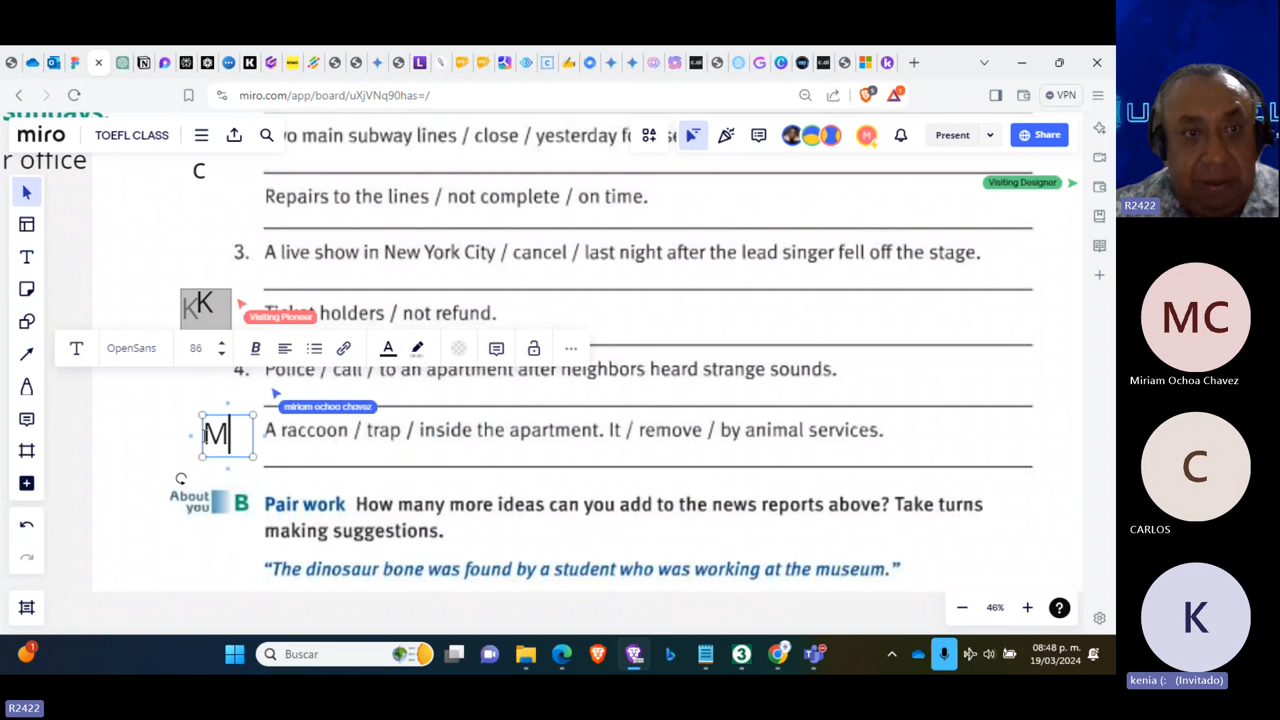 miro.com/app/board/uXjVNq90has=/
VPN
sundays.
r office
miro
TOEFL CLASS
wo main subway lines / close / yesterday fo
Present
Share
C
Visiting Designer
Repairs to the lines / not complete / on time.
3. A live show in New York City / cancel / last night after the lead singer fell off the stage.
K K
Ticket holders / not refund.
Visiting Pioneer
OpenSans
86
B
A
4. Police / call / to an apartment after neighbors heard strange sounds.
miriam ochoa chavez
M
A raccoon / trap / inside the apartment. It / remove / by animal services.
About you B Pair work How many more ideas can you add to the news reports above? Take turns
making suggestions.
“The dinosaur bone was found by a student who was working at the museum.”
46%
Buscar
08:48 p. m.
19/03/2024
R2422
R2422
MC
Miriam Ochoa Chavez
C
CARLOS
K
kenia (: (Invitado)